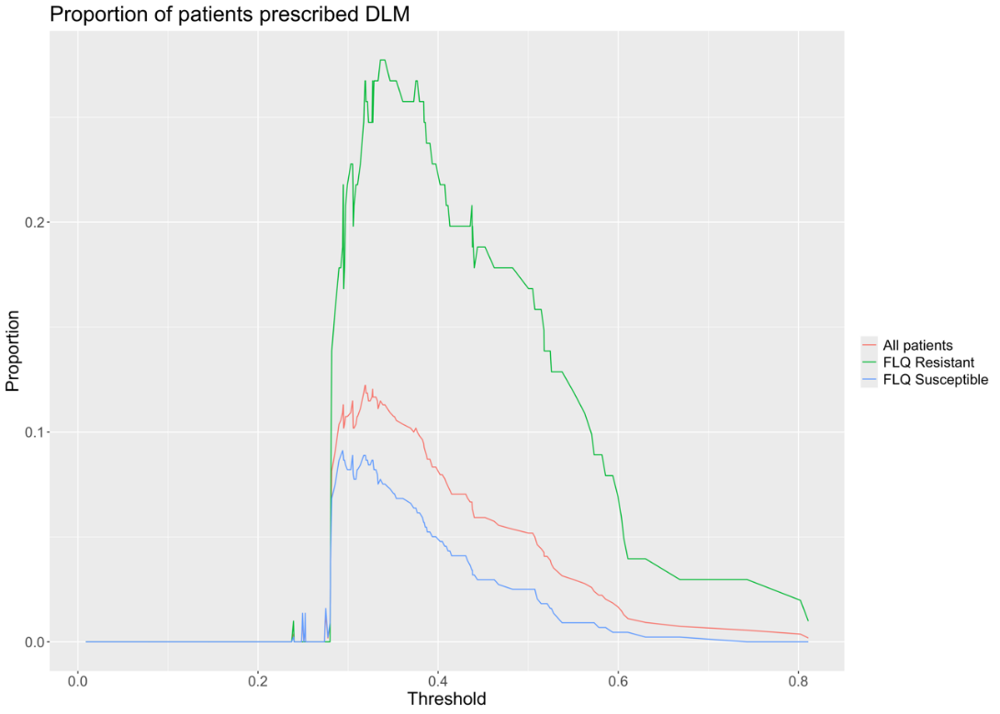 Proportion of patients prescribed DLM
Proportion
0.2
0.1
0.0
0.0 0.2 0.4 0.6 0.8
Threshold
All patients
FLQ Resistant
FLQ Susceptible